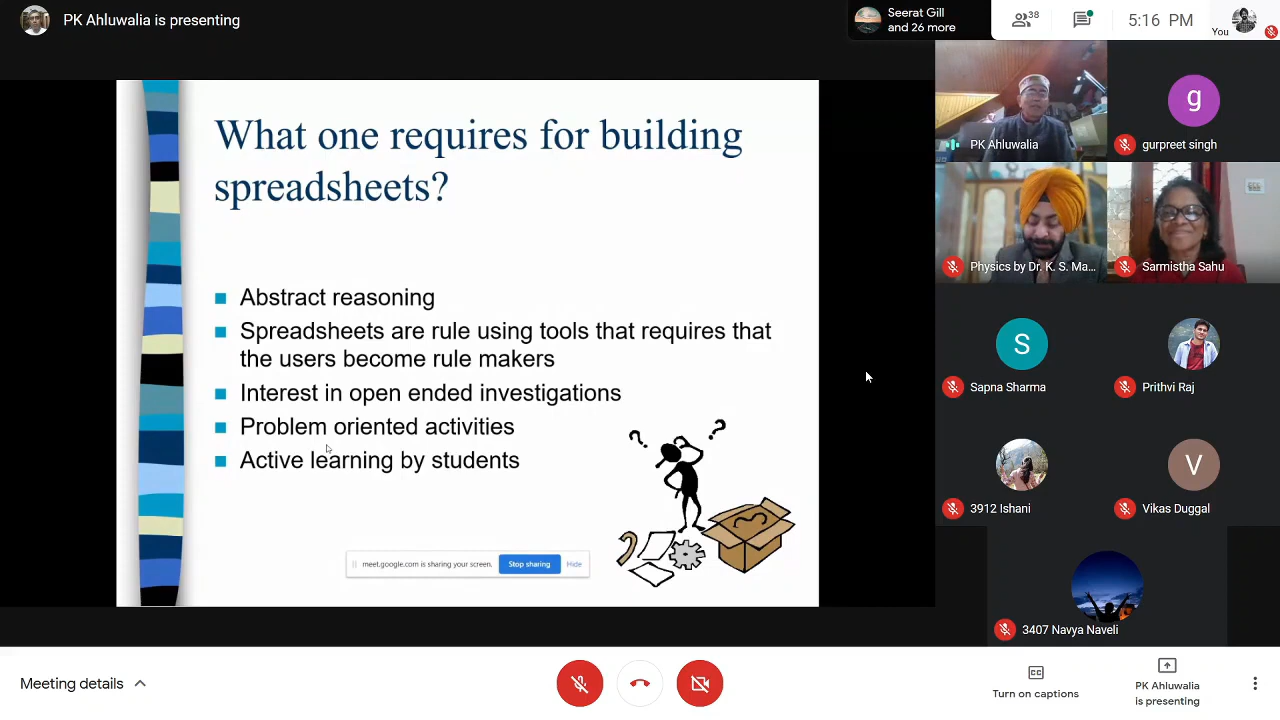 PK Ahluwalia is presenting
Seerat Gill
and 26 more
38
5:16 PM
You
What one requires for building
spreadsheets?
Abstract reasoning
Spreadsheets are rule using tools that requires that
the users become rule makers
Interest in open ended investigations
Problem oriented activities
Active learning by students
? ?
meet.google.com is sharing your screen.
Stop sharing
Hide
PK Ahluwalia
g
gurpreet singh
Physics by Dr. K. S. Ma...
Sarmistha Sahu
S
Sapna Sharma
Prithvi Raj
3912 Ishani
V
Vikas Duggal
3407 Navya Naveli
Meeting details
CC
Turn on captions
PK Ahluwalia
is presenting